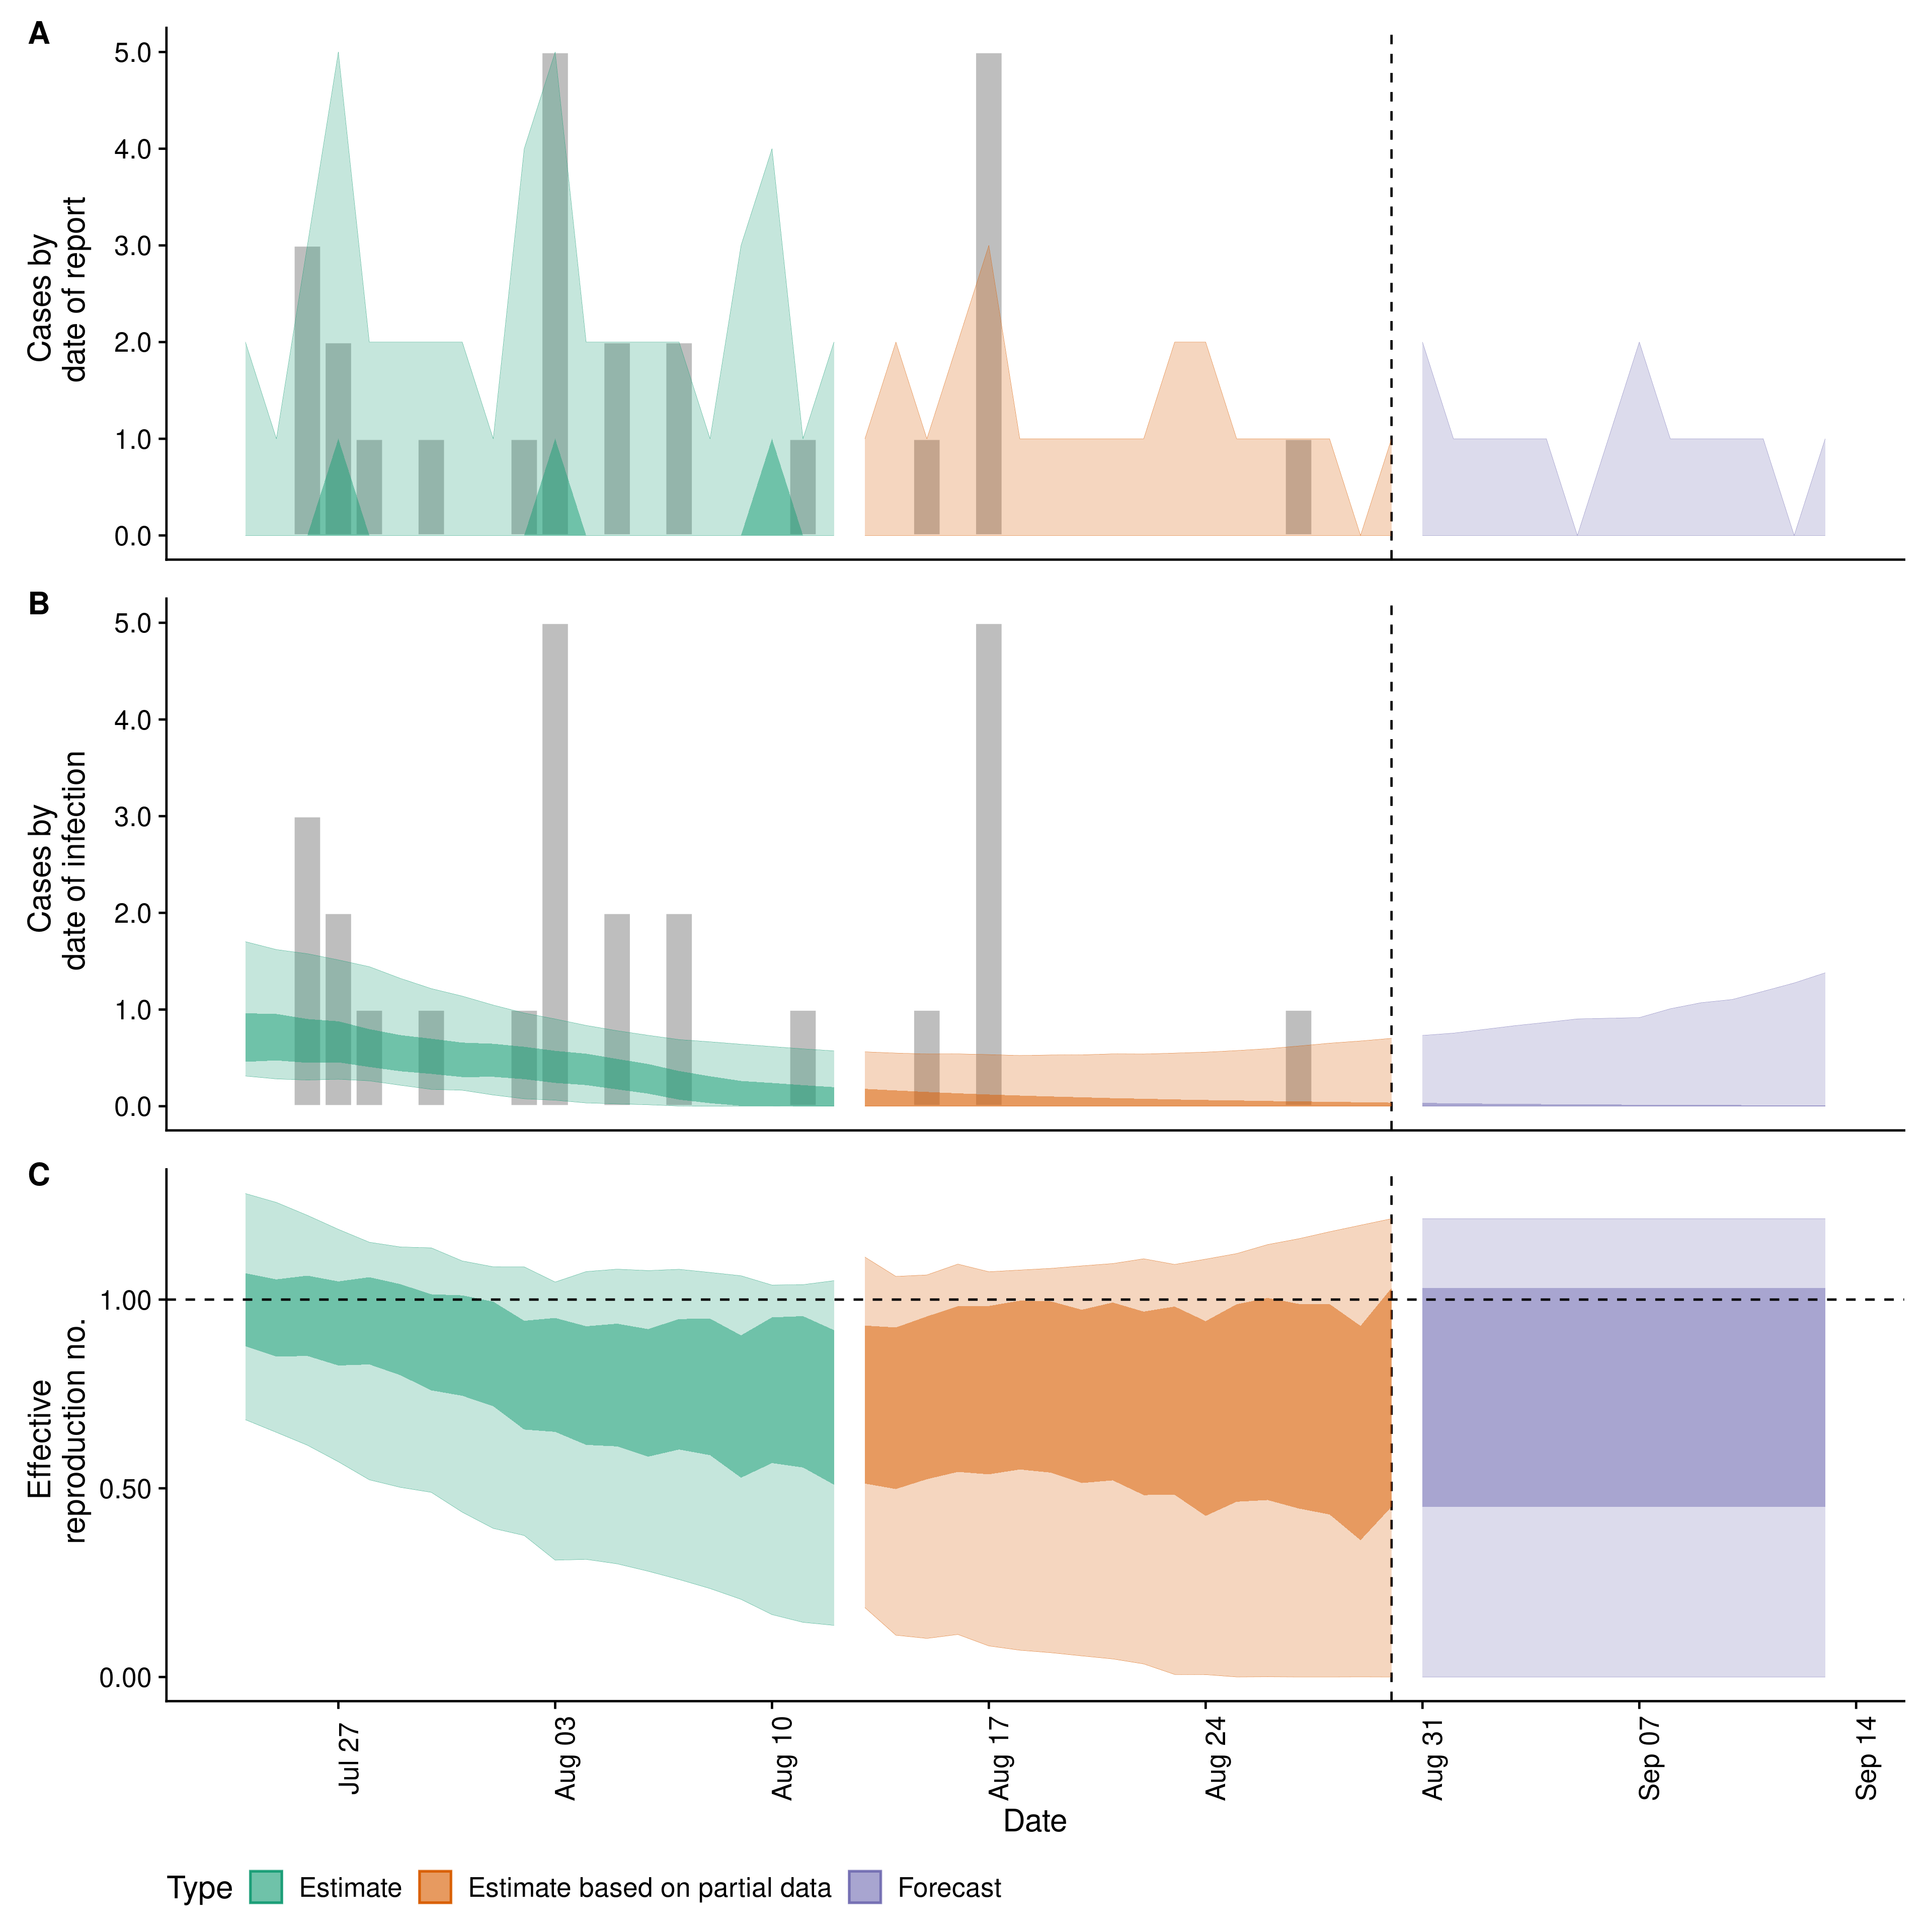 A
5.0
4.0
3.0
2.0
1.0
0.0
Cases by
date of report
B
5.0
4.0
3.0
2.0
1.0
0.0
Cases by
date of infection
C
1.00
0.50
0.00
Effective
reproduction no.
Jul 27
Aug 03
Aug 10
Aug 17
Aug 24
Aug 31
Sep 07
Sep 14
Date
Type Estimate Estimate based on partial data Forecast